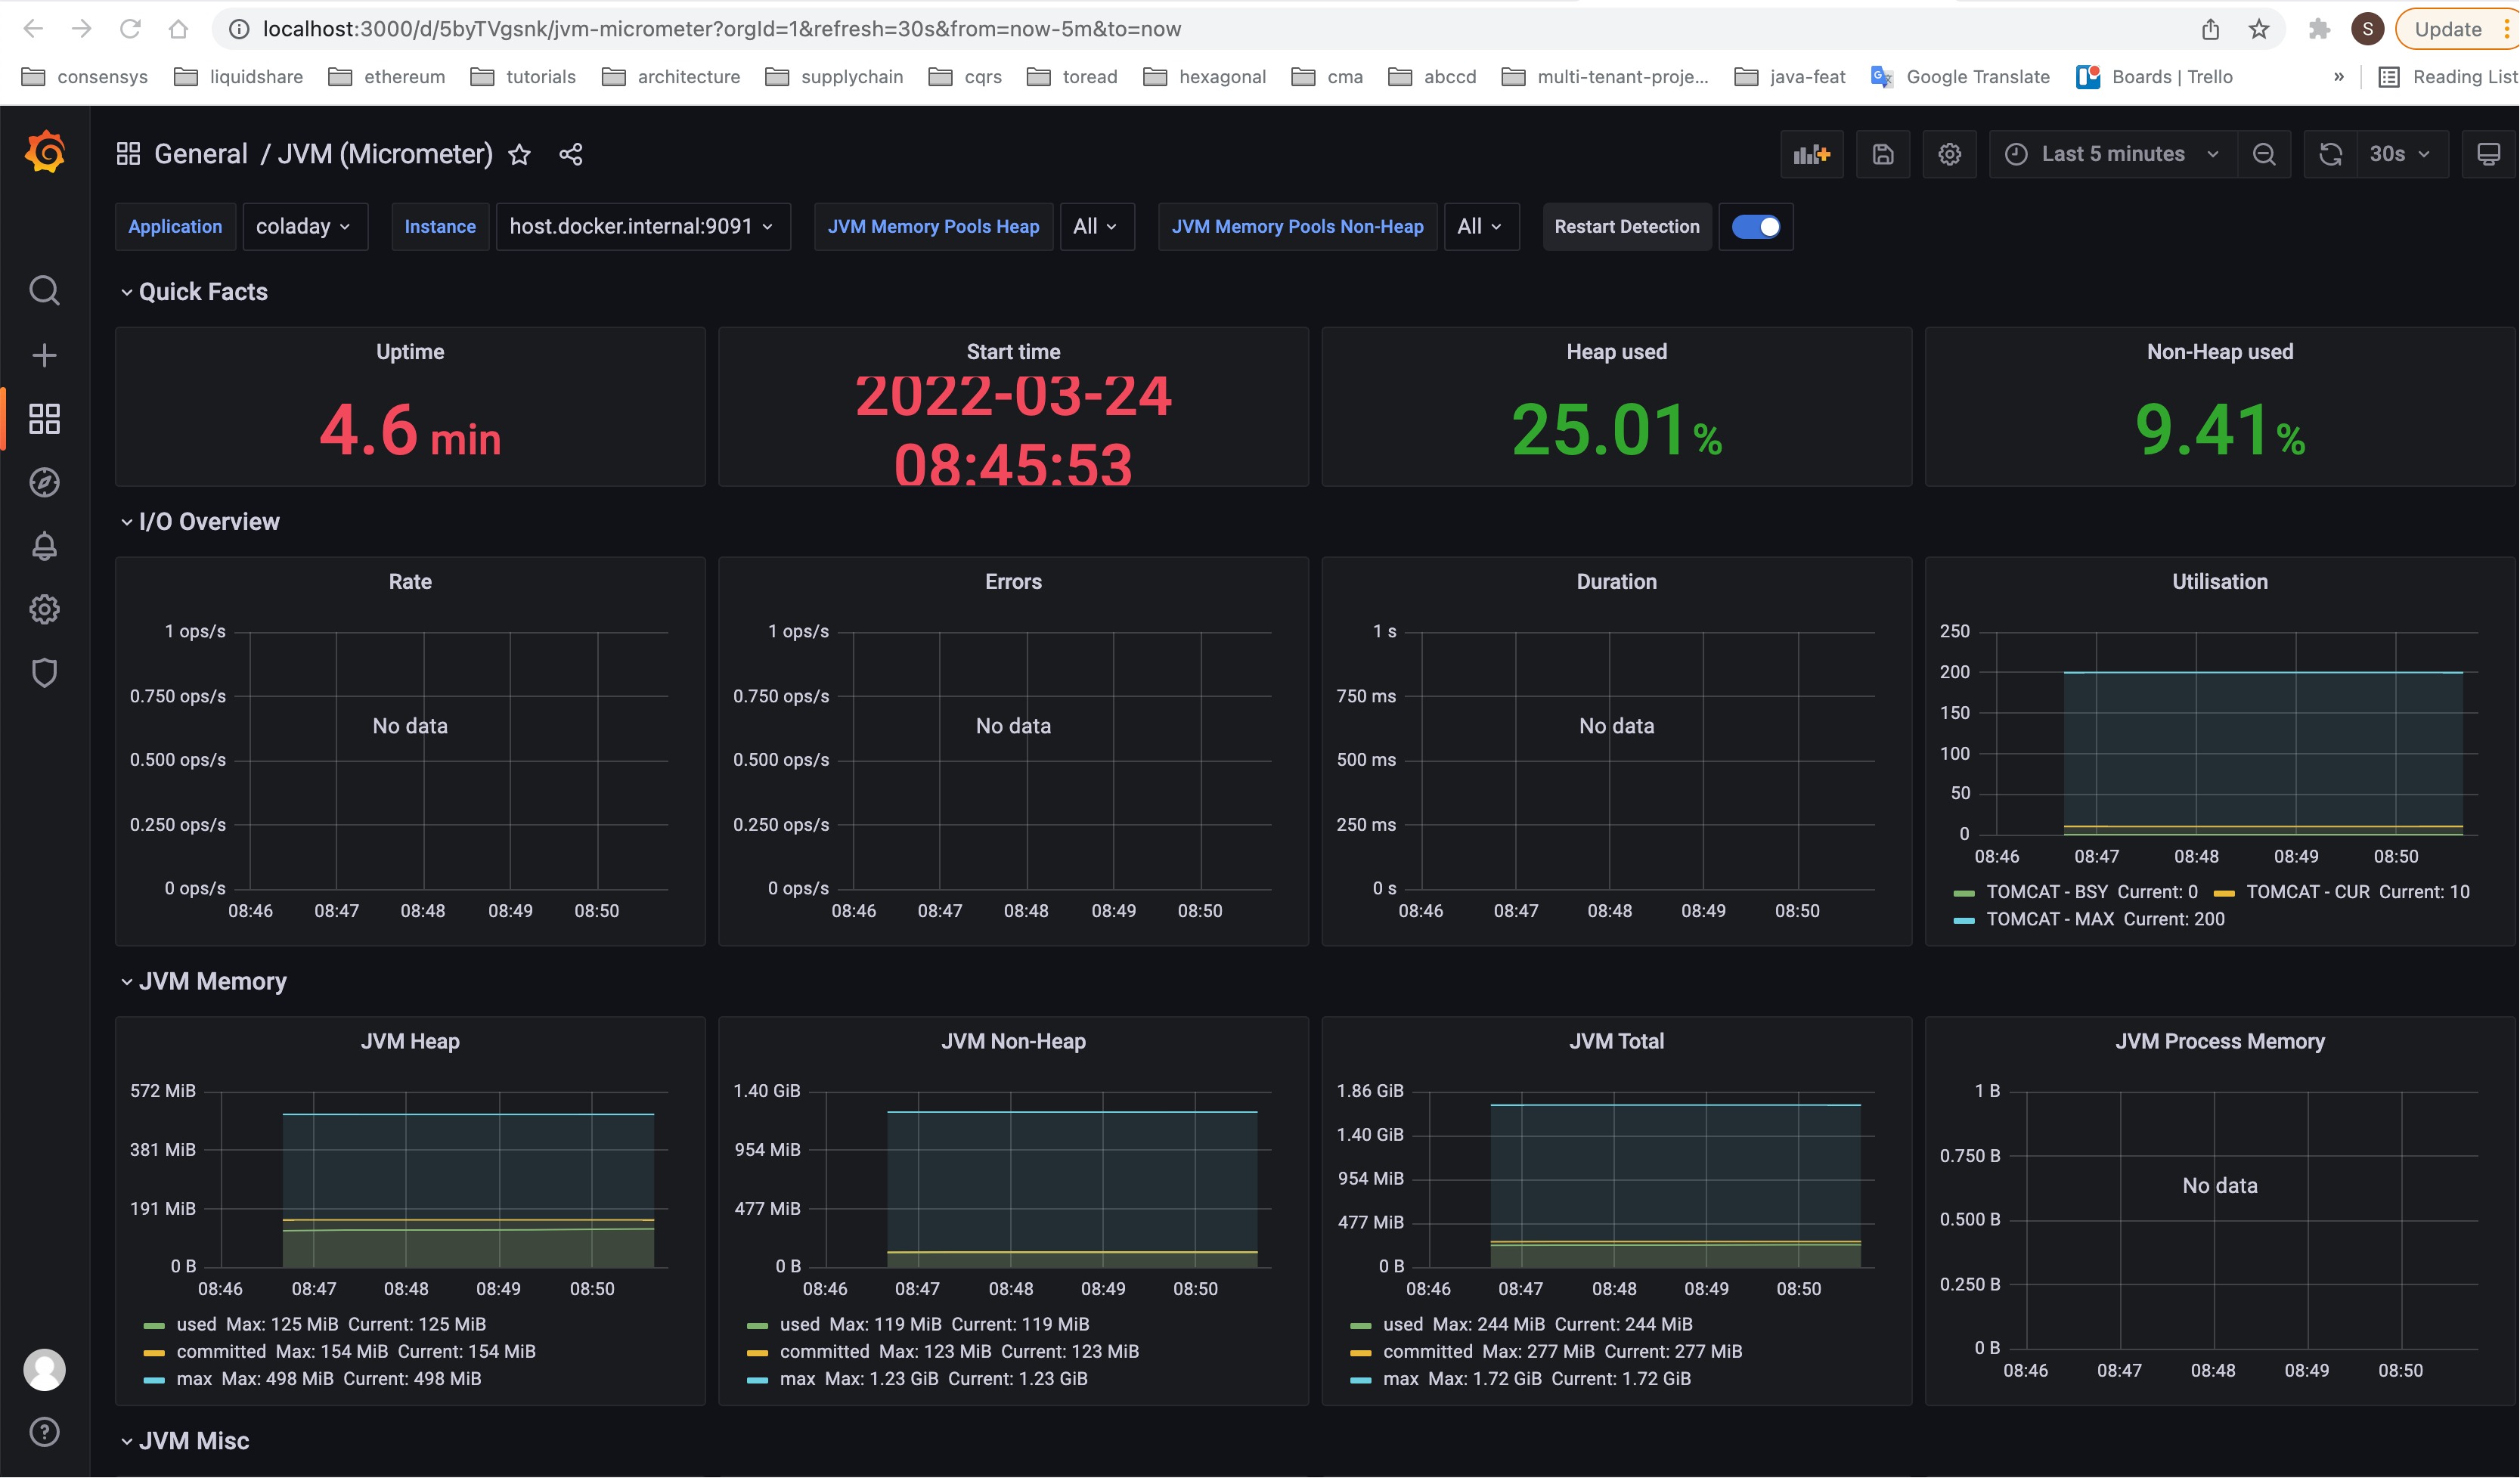 localhost:3000/d/5byTVgsnk/jvm-micrometer?orgId=1&refresh=30s&from=now-5m&to=now
S
Update
consensys liquidshare ethereum tutorials architecture supplychain cqrs toread hexagonal cma abccd multi-tenant-proje... java-feat Google Translate Boards | Trello » Reading List
General / JVM (Micrometer)
Last 5 minutes
30s
Application coladay Instance host.docker.internal:9091 JVM Memory Pools Heap All JVM Memory Pools Non-Heap All Restart Detection
Quick Facts
Uptime
4.6 min
Start time
2022-03-24
08:45:53
Heap used
25.01%
Non-Heap used
9.41%
I/O Overview
Rate
1 ops/s
0.750 ops/s
No data
0.500 ops/s
0.250 ops/s
0 ops/s
08:46 08:47 08:48 08:49 08:50
Errors
1 ops/s
0.750 ops/s
No data
0.500 ops/s
0.250 ops/s
0 ops/s
08:46 08:47 08:48 08:49 08:50
Duration
1 s
750 ms
No data
500 ms
250 ms
0 s
08:46 08:47 08:48 08:49 08:50
Utilisation
250
200
150
100
50
0
08:46 08:47 08:48 08:49 08:50
TOMCAT - BSY Current: 0 TOMCAT - CUR Current: 10
TOMCAT - MAX Current: 200
JVM Memory
JVM Heap
572 MiB
381 MiB
191 MiB
0 B
08:46 08:47 08:48 08:49 08:50
used Max: 125 MiB Current: 125 MiB
committed Max: 154 MiB Current: 154 MiB
max Max: 498 MiB Current: 498 MiB
JVM Non-Heap
1.40 GiB
954 MiB
477 MiB
0 B
08:46 08:47 08:48 08:49 08:50
used Max: 119 MiB Current: 119 MiB
committed Max: 123 MiB Current: 123 MiB
max Max: 1.23 GiB Current: 1.23 GiB
JVM Total
1.86 GiB
1.40 GiB
954 MiB
477 MiB
0 B
08:46 08:47 08:48 08:49 08:50
used Max: 244 MiB Current: 244 MiB
committed Max: 277 MiB Current: 277 MiB
max Max: 1.72 GiB Current: 1.72 GiB
JVM Process Memory
1 B
0.750 B
No data
0.500 B
0.250 B
0 B
08:46 08:47 08:48 08:49 08:50
JVM Misc